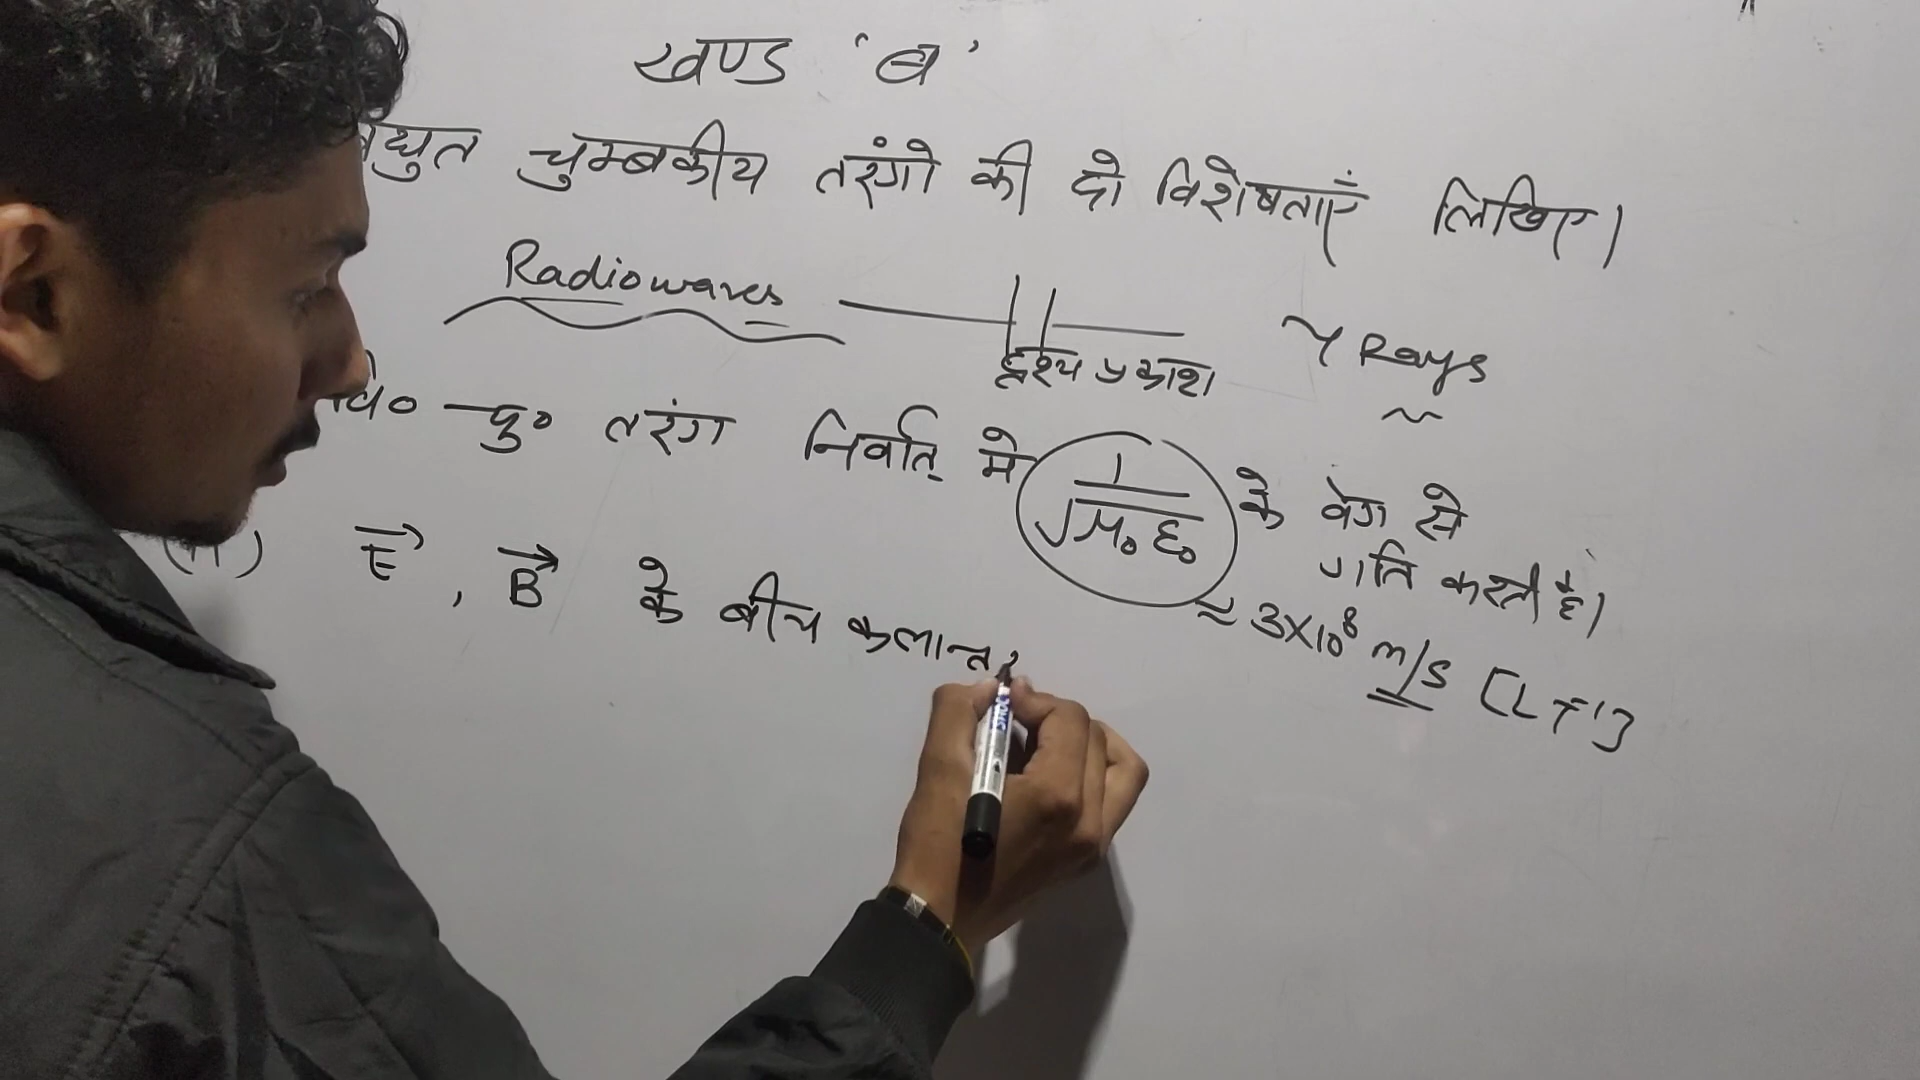 खण्ड 'ब'
द्युत चुम्बकीय तरंगो की दो विशेषताएँ लिखिए।
Radiowaves
दृश्य प्रकाश
γ Rays
वि० चु० तरंग निर्वात् मे 1/√μ₀ε₀ के वेग से
गति करती है।
≈ 3×10⁸ m/s [LT⁻¹]
(ii) E⃗, B⃗ के बीच कलान्तर